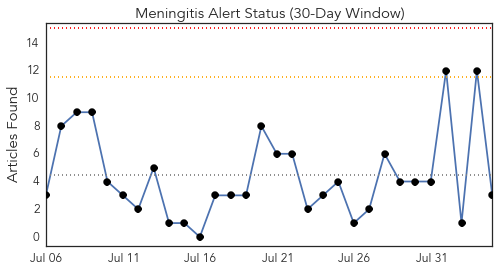 Meningitis Alert Status (30-Day Window)
Articles Found
14
12
10
8
6
4
2
0
Jul 06 Jul 11 Jul 16 Jul 21 Jul 26 Jul 31